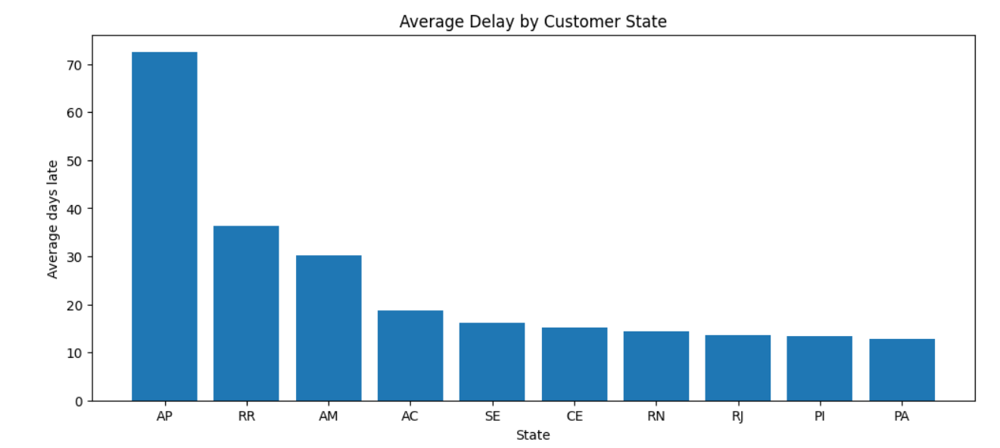 Average Delay by Customer State
70
60
50
40
30
20
10
0
Average days late
AP RR AM AC SE CE RN RJ PI PA
State